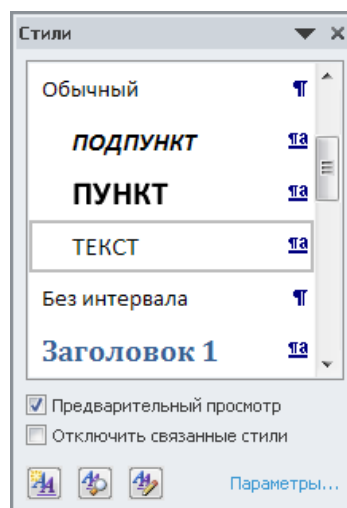 Стили
Обычный ¶
ПОДПУНКТ ¶a
ПУНКТ ¶a
ТЕКСТ ¶a
Без интервала ¶
Заголовок 1 ¶a
Предварительный просмотр
Отключить связанные стили
Параметры...